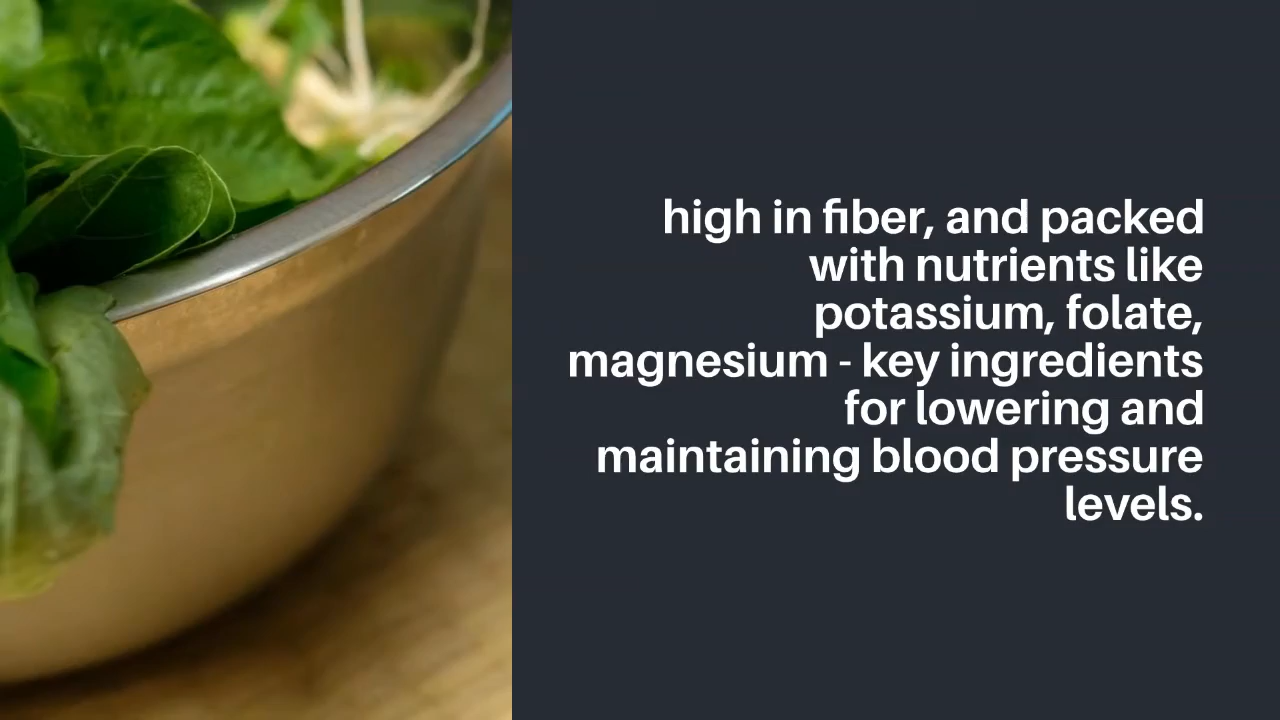 high in fiber, and packed
with nutrients like
potassium, folate,
magnesium - key ingredients
for lowering and
maintaining blood pressure
levels.